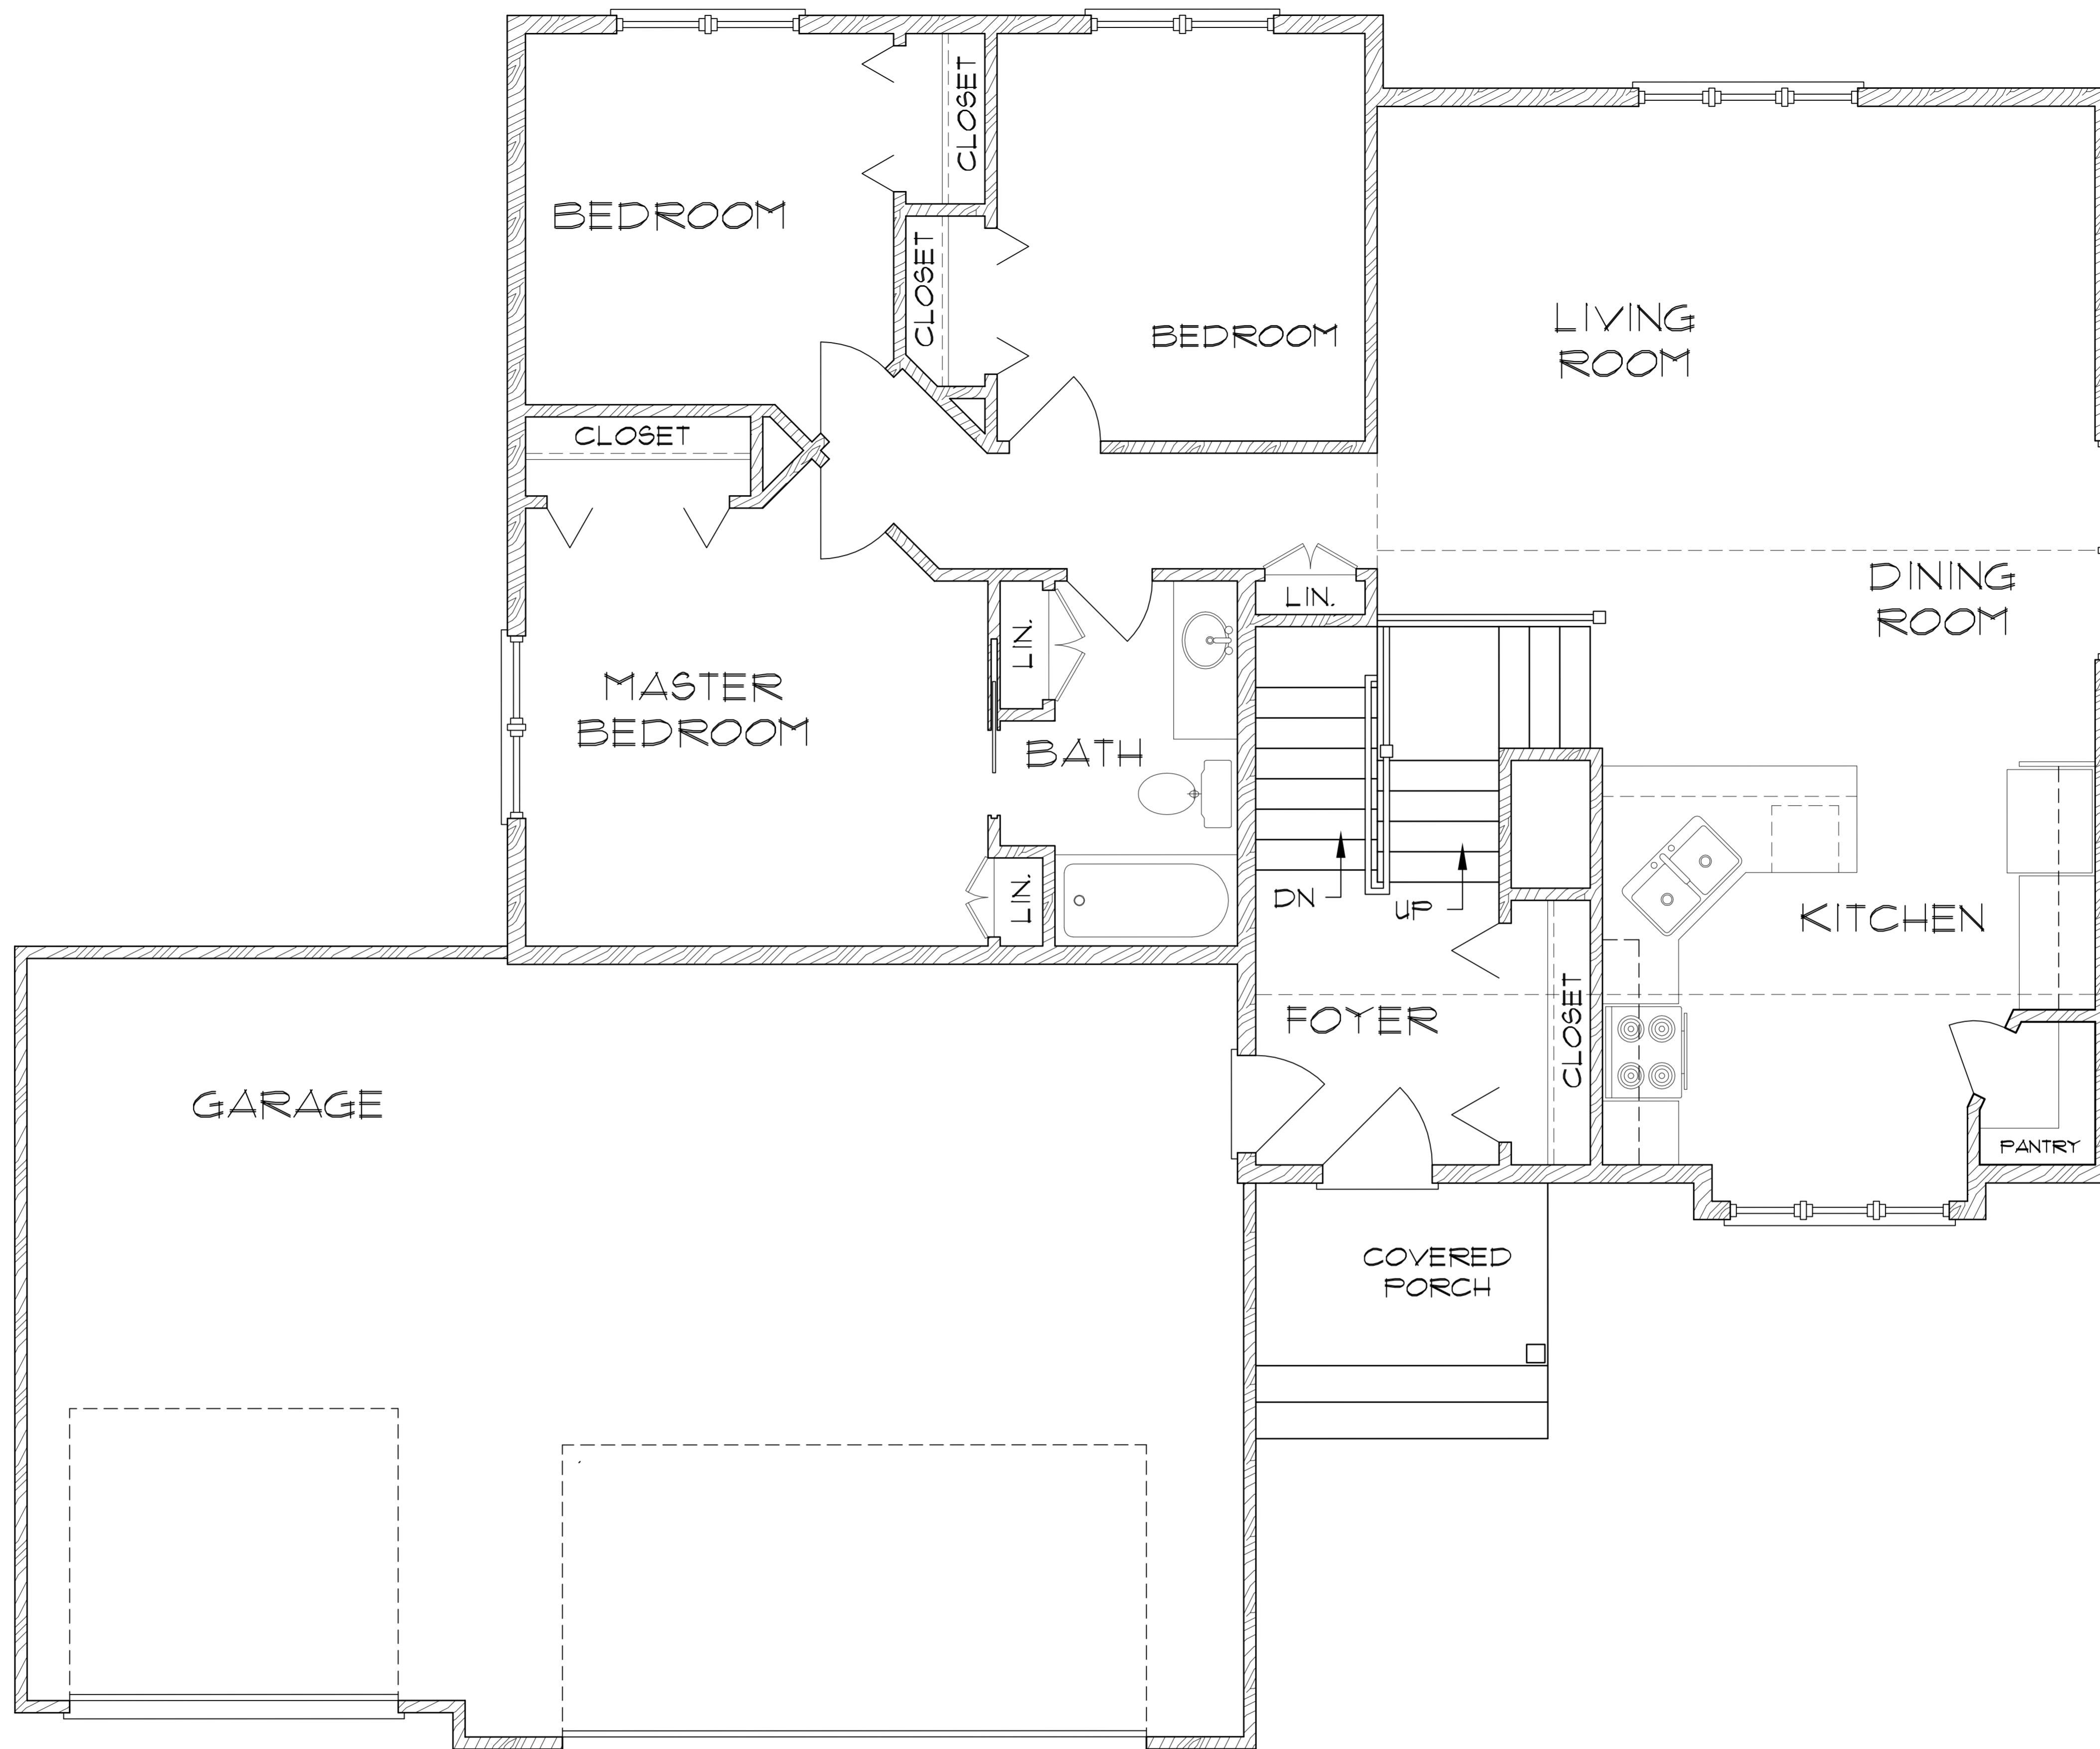 CLOSET
BEDROOM
CLOSET
BEDROOM
LIVING
ROOM
CLOSET
DINING
ROOM
LIN.
LIN.
MASTER
BEDROOM
BATH
LIN.
DN
UP
KITCHEN
FOYER
CLOSET
GARAGE
PANTRY
COVERED
PORCH